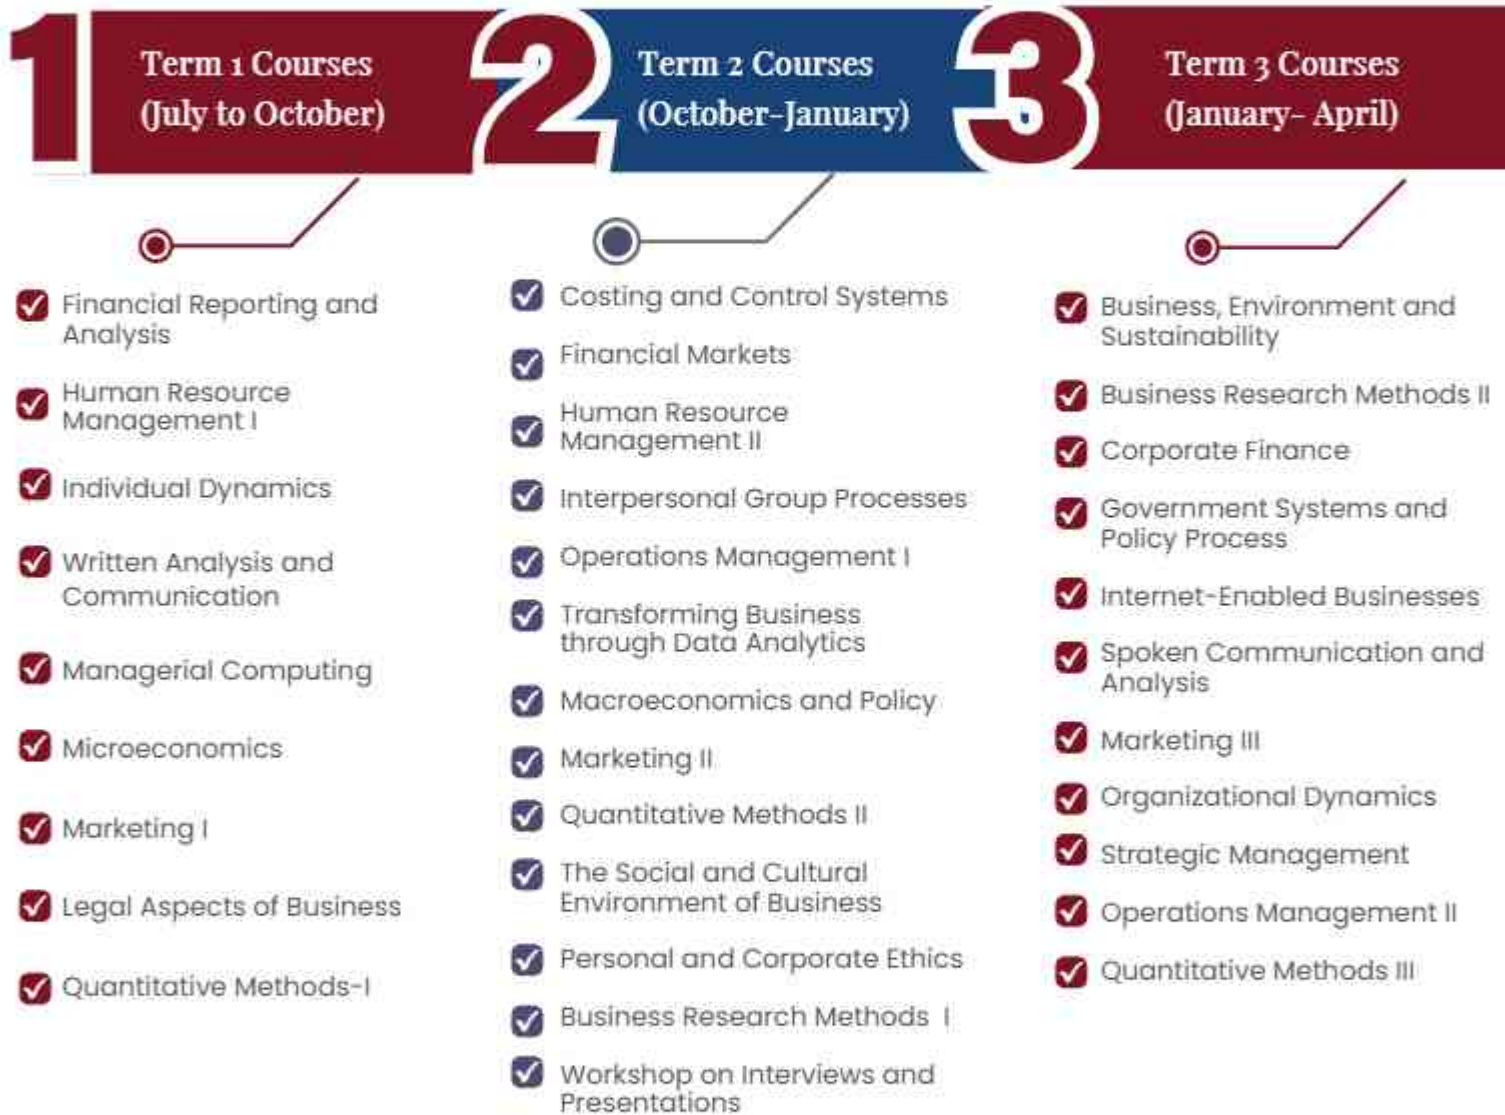 1
Term 1 Courses
(July to October)
Financial Reporting and
Analysis
Human Resource
Management I
Individual Dynamics
Written Analysis and
Communication
Managerial Computing
Microeconomics
Marketing I
Legal Aspects of Business
Quantitative Methods-I
2
Term 2 Courses
(October-January)
Costing and Control Systems
Financial Markets
Human Resource
Management II
Interpersonal Group Processes
Operations Management I
Transforming Business
through Data Analytics
Macroeconomics and Policy
Marketing II
Quantitative Methods II
The Social and Cultural
Environment of Business
Personal and Corporate Ethics
Business Research Methods I
Workshop on Interviews and
Presentations
3
Term 3 Courses
(January- April)
Business, Environment and
Sustainability
Business Research Methods II
Corporate Finance
Government Systems and
Policy Process
Internet-Enabled Businesses
Spoken Communication and
Analysis
Marketing III
Organizational Dynamics
Strategic Management
Operations Management II
Quantitative Methods III